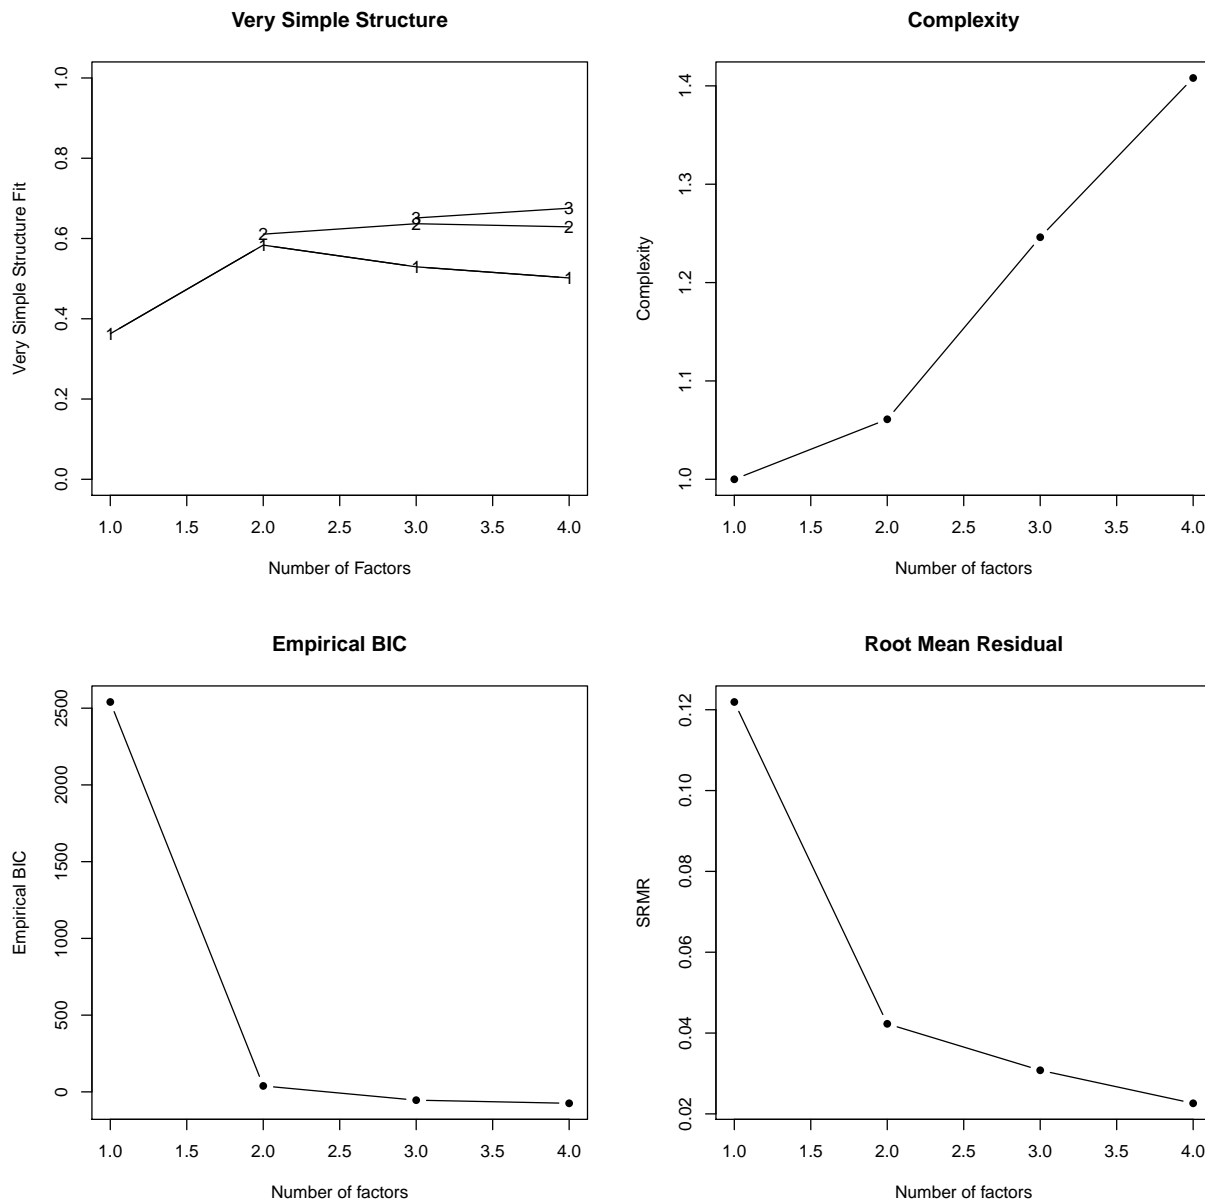 Very Simple Structure
Very Simple Structure Fit
1.0
0.8
0.6
0.4
0.2
0.0
1
1
1
1
2
2
2
3
3
1.0 1.5 2.0 2.5 3.0 3.5 4.0
Number of Factors
Complexity
Complexity
1.4
1.3
1.2
1.1
1.0
1.0 1.5 2.0 2.5 3.0 3.5 4.0
Number of factors
Empirical BIC
Empirical BIC
2500
2000
1500
1000
500
0
1.0 1.5 2.0 2.5 3.0 3.5 4.0
Number of factors
Root Mean Residual
SRMR
0.12
0.10
0.08
0.06
0.04
0.02
1.0 1.5 2.0 2.5 3.0 3.5 4.0
Number of factors